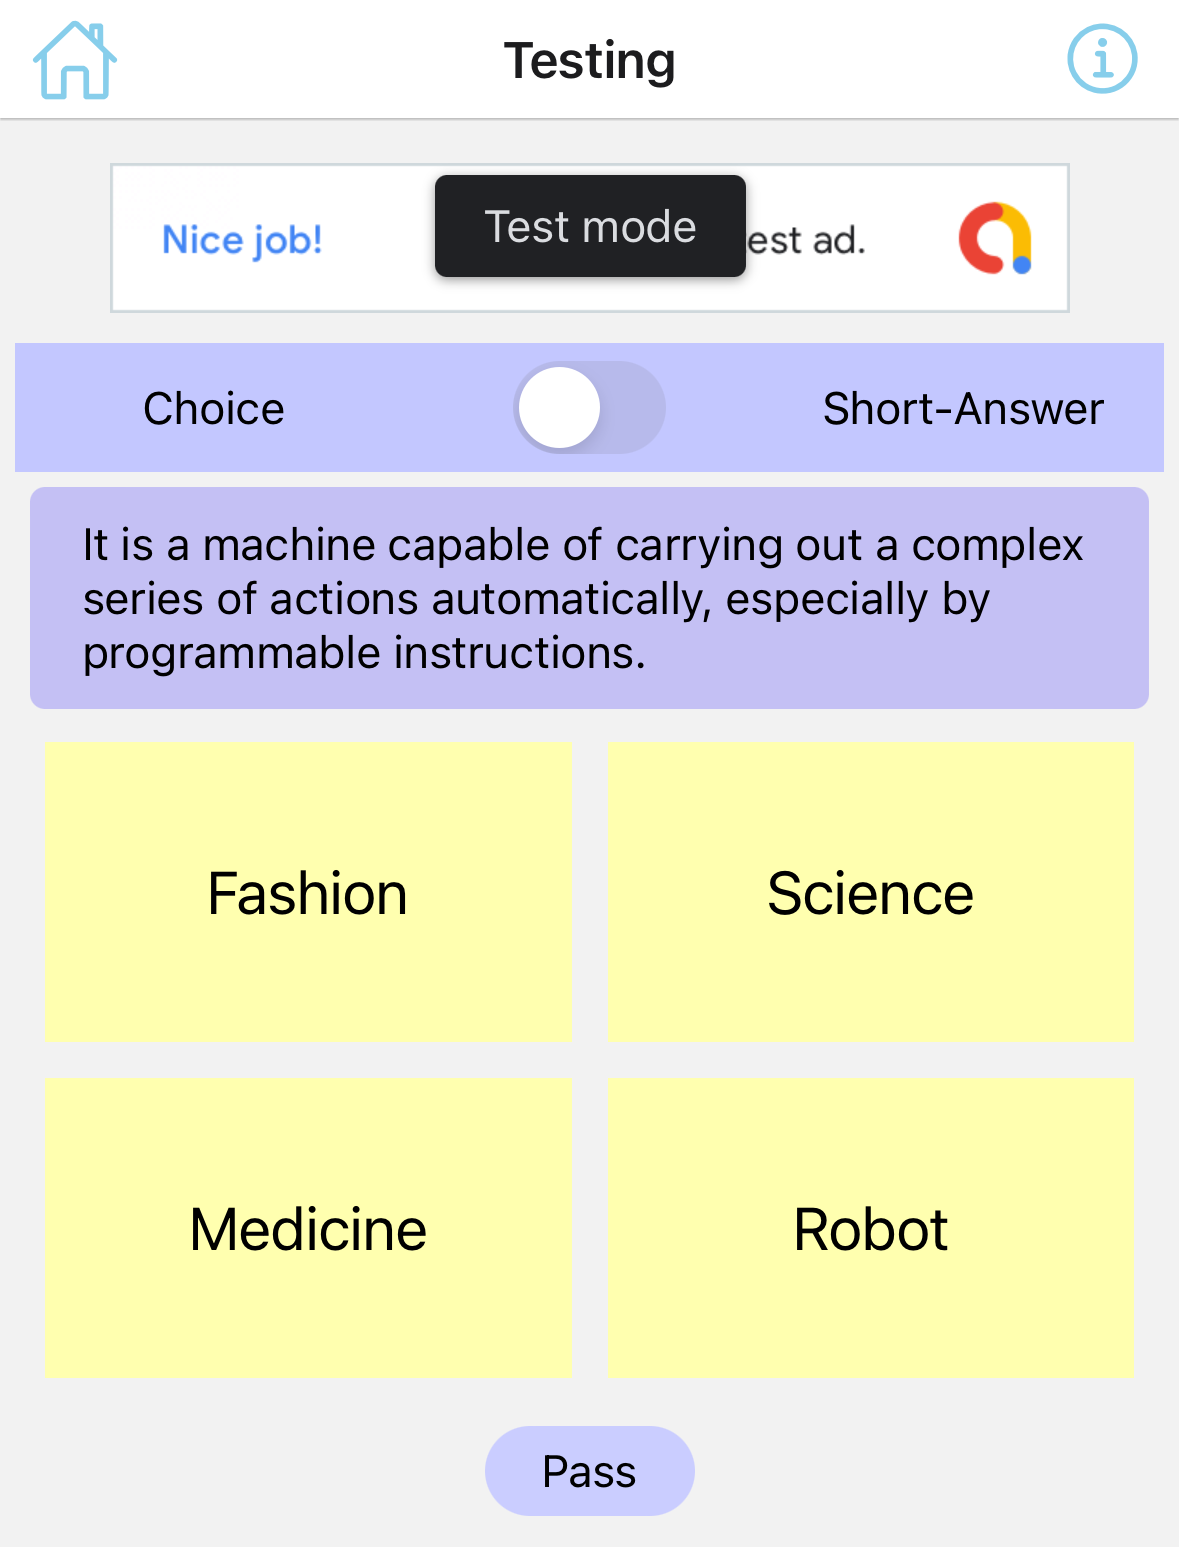 Testing
Nice job!
Test mode
est ad.
Choice
Short-Answer
It is a machine capable of carrying out a complex
series of actions automatically, especially by
programmable instructions.
Fashion
Science
Medicine
Robot
Pass